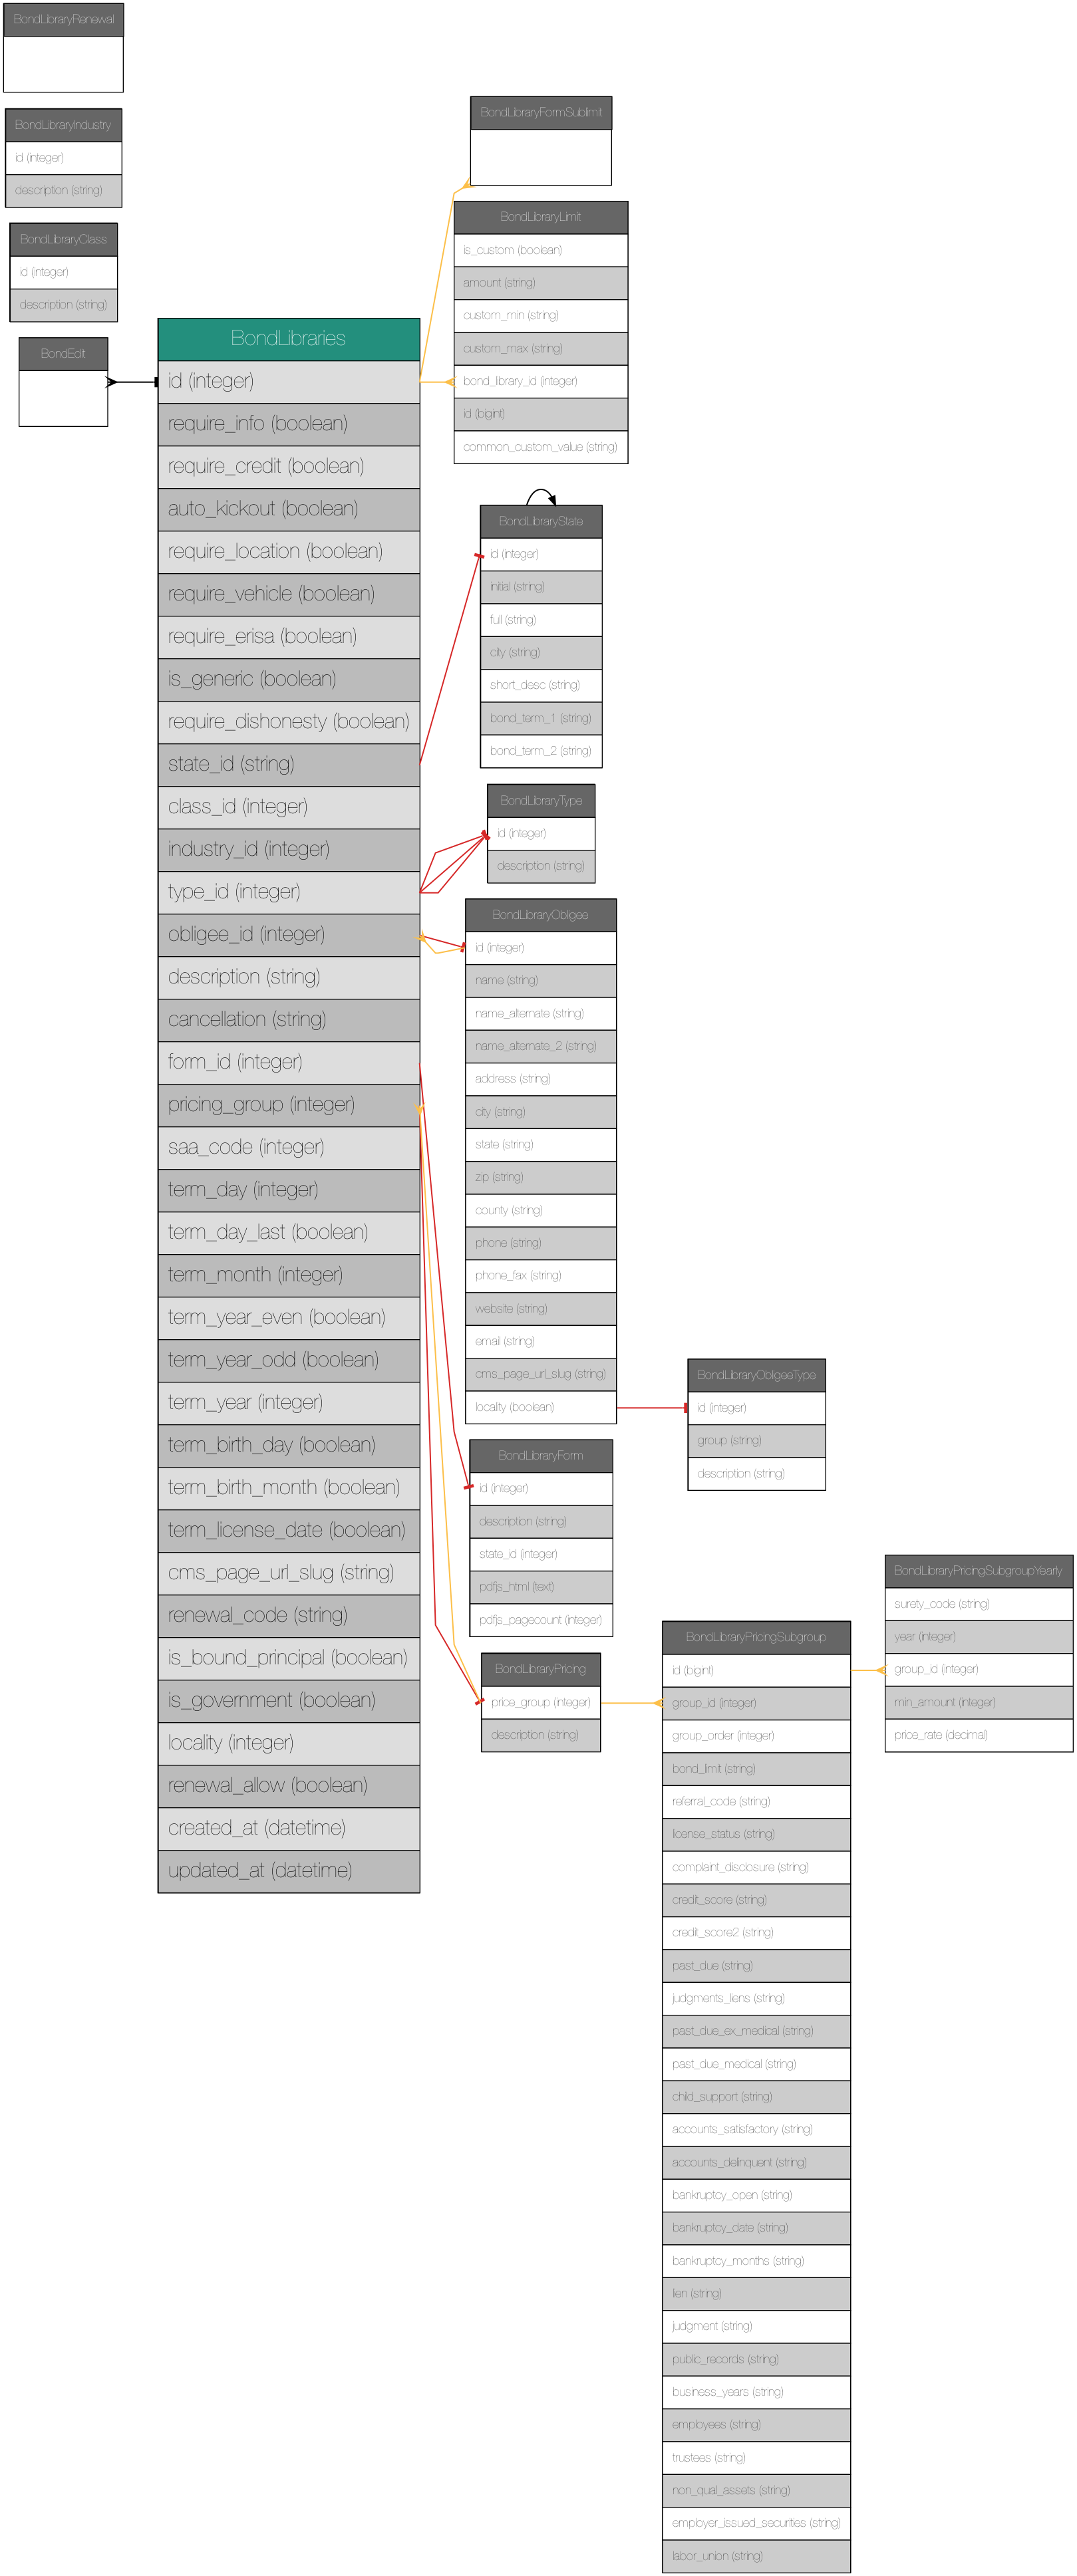 BondLibraryRenewal
BondLibraryIndustry
id (integer)
description (string)
BondLibraryClass
id (integer)
description (string)
BondEdit
BondLibraries
id (integer)
require_info (boolean)
require_credit (boolean)
auto_kickout (boolean)
require_location (boolean)
require_vehicle (boolean)
require_erisa (boolean)
is_generic (boolean)
require_dishonesty (boolean)
state_id (string)
class_id (integer)
industry_id (integer)
type_id (integer)
obligee_id (integer)
description (string)
cancellation (string)
form_id (integer)
pricing_group (integer)
saa_code (integer)
term_day (integer)
term_day_last (boolean)
term_month (integer)
term_year_even (boolean)
term_year_odd (boolean)
term_year (integer)
term_birth_day (boolean)
term_birth_month (boolean)
term_license_date (boolean)
cms_page_url_slug (string)
renewal_code (string)
is_bound_principal (boolean)
is_government (boolean)
locality (integer)
renewal_allow (boolean)
created_at (datetime)
updated_at (datetime)
BondLibraryFormSublimit
BondLibraryLimit
is_custom (boolean)
amount (string)
custom_min (string)
custom_max (string)
bond_library_id (integer)
id (bigint)
common_custom_value (string)
BondLibraryState
id (integer)
initial (string)
full (string)
city (string)
short_desc (string)
bond_term_1 (string)
bond_term_2 (string)
BondLibraryType
id (integer)
description (string)
BondLibraryObligee
id (integer)
name (string)
name_alternate (string)
name_alternate_2 (string)
address (string)
city (string)
state (string)
zip (string)
county (string)
phone (string)
phone_fax (string)
website (string)
email (string)
cms_page_url_slug (string)
locality (boolean)
BondLibraryForm
id (integer)
description (string)
state_id (integer)
pdfjs_html (text)
pdfjs_pagecount (integer)
BondLibraryPricing
price_group (integer)
description (string)
BondLibraryObligeeType
id (integer)
group (string)
description (string)
BondLibraryPricingSubgroup
id (bigint)
group_id (integer)
group_order (integer)
bond_limit (string)
referral_code (string)
license_status (string)
complaint_disclosure (string)
credit_score (string)
credit_score2 (string)
past_due (string)
judgments_liens (string)
past_due_ex_medical (string)
past_due_medical (string)
child_support (string)
accounts_satisfactory (string)
accounts_delinquent (string)
bankruptcy_open (string)
bankruptcy_date (string)
bankruptcy_months (string)
lien (string)
judgment (string)
public_records (string)
business_years (string)
employees (string)
trustees (string)
non_qual_assets (string)
employer_issued_securities (string)
labor_union (string)
BondLibraryPricingSubgroupYearly
surety_code (string)
year (integer)
group_id (integer)
min_amount (integer)
price_rate (decimal)